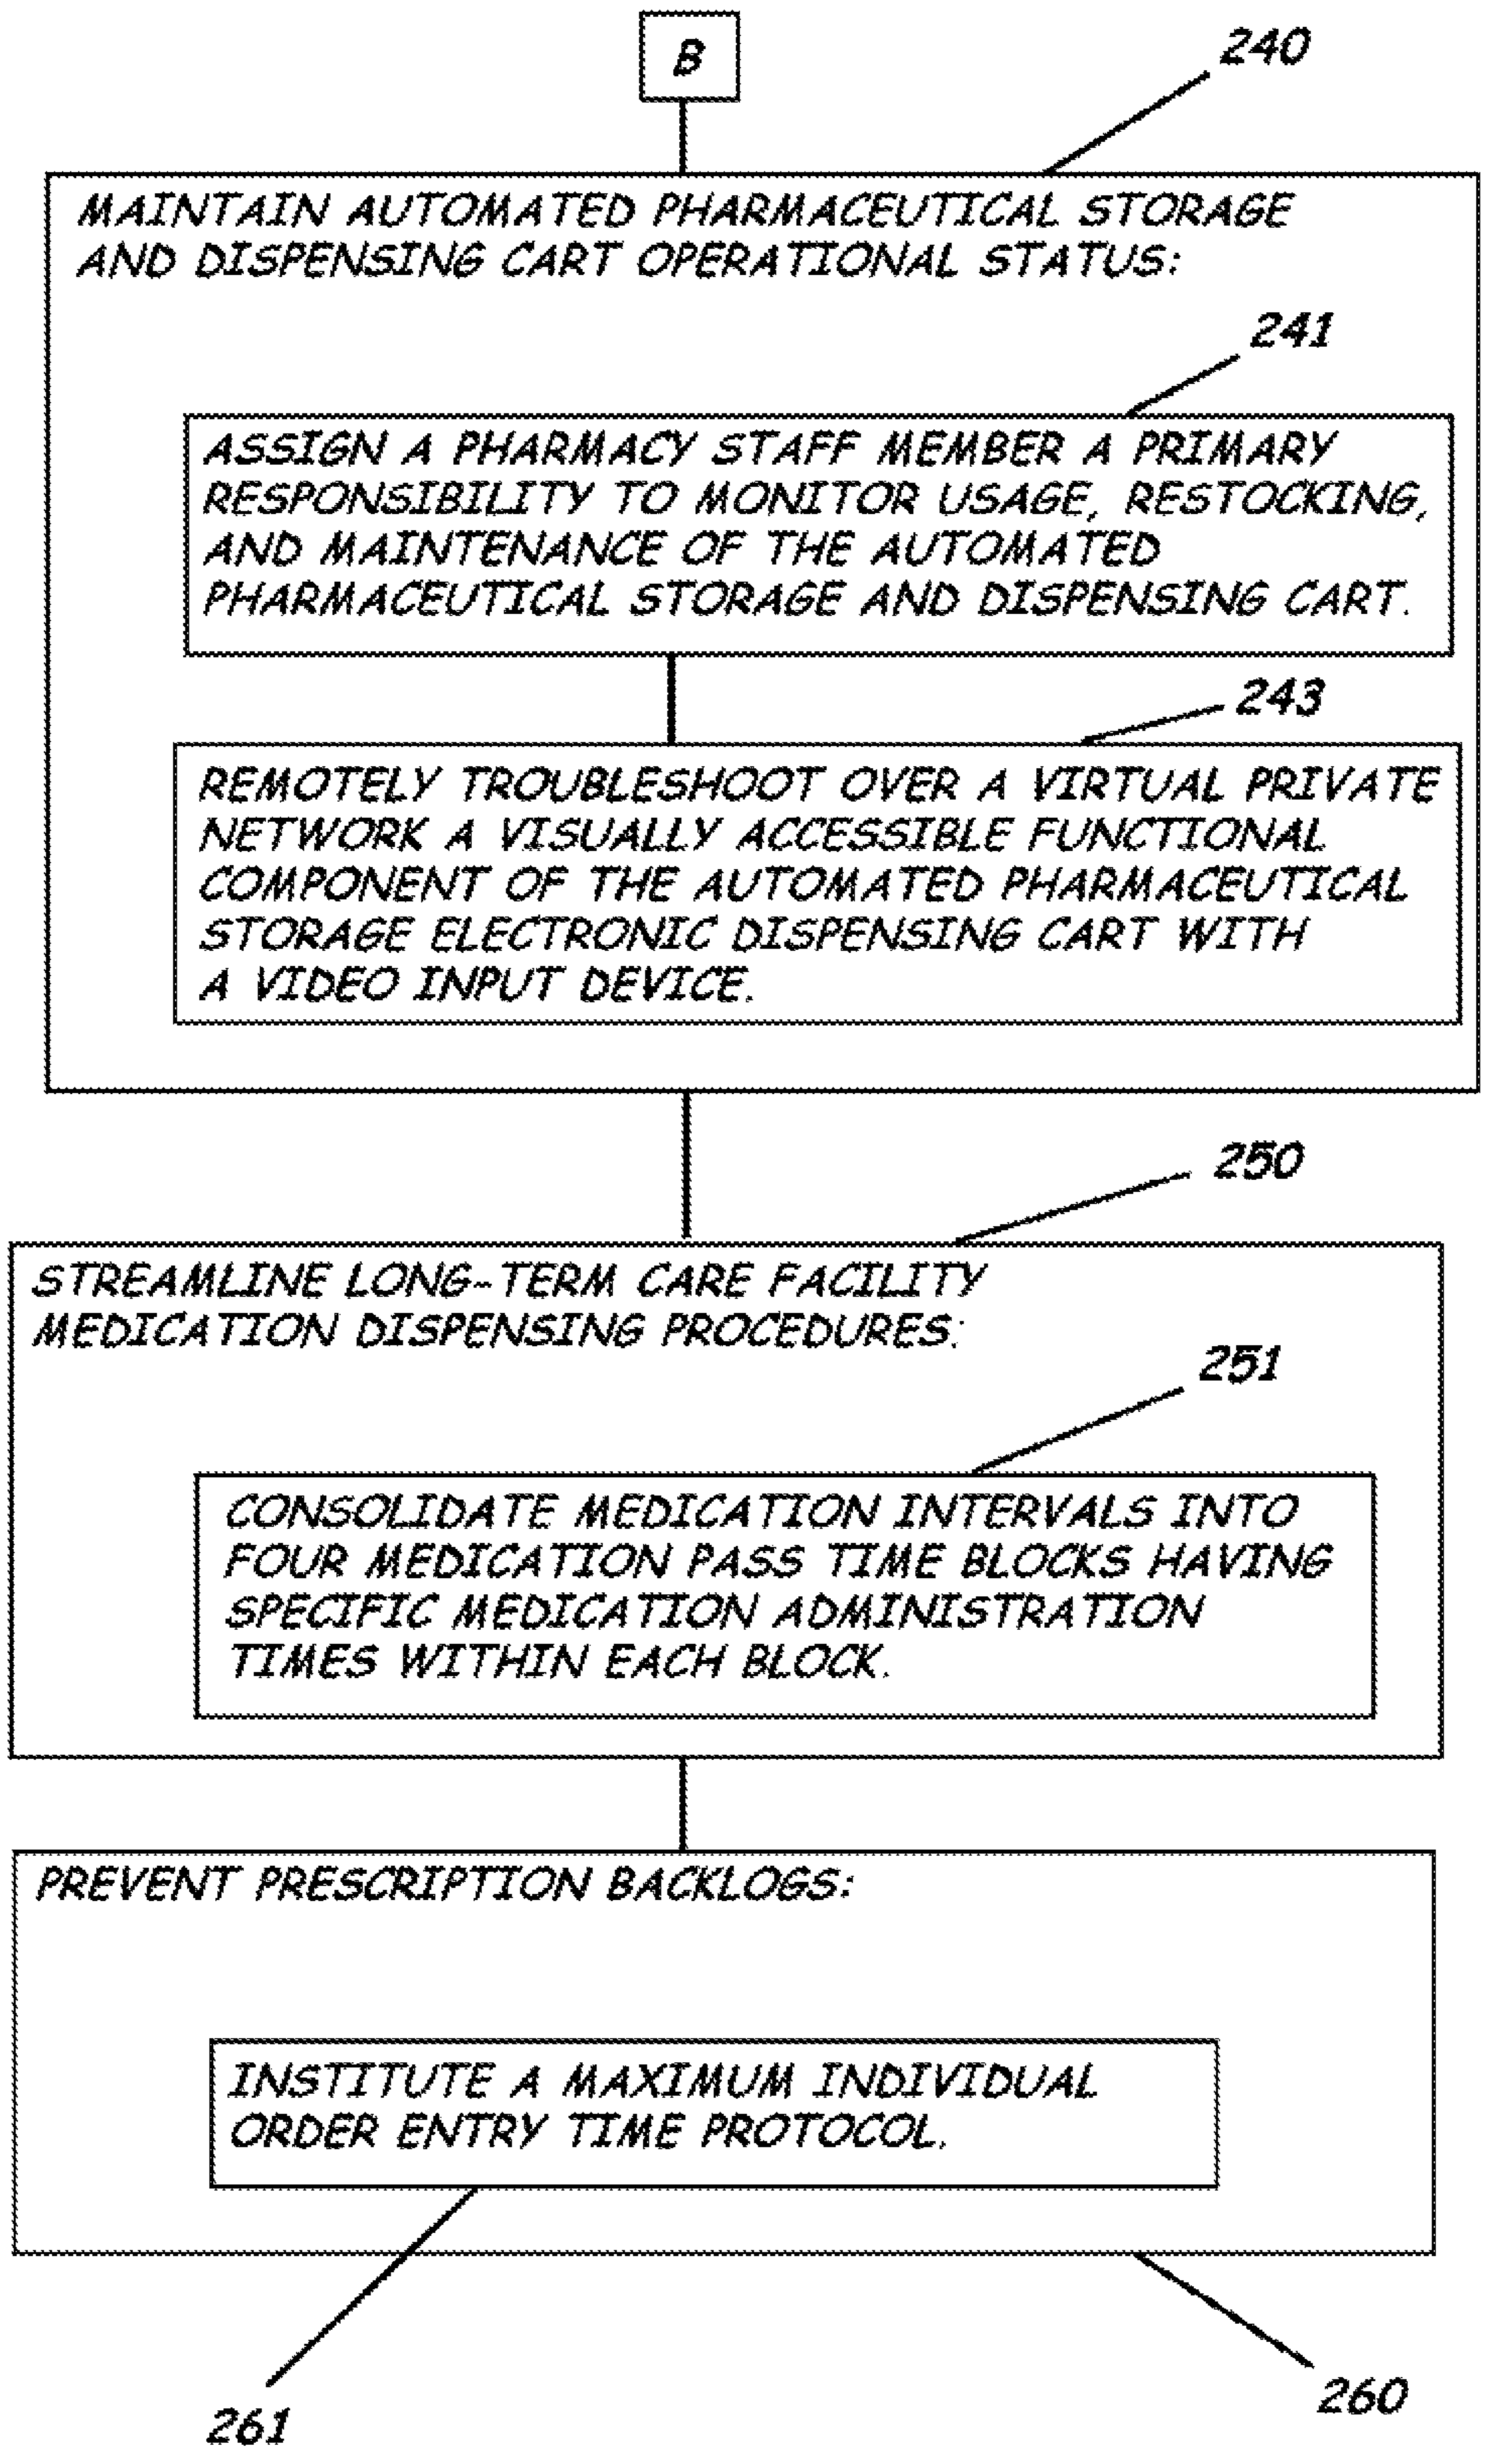 B
240
MAINTAIN AUTOMATED PHARMACEUTICAL STORAGE
AND DISPENSING CART OPERATIONAL STATUS:
241
ASSIGN A PHARMACY STAFF MEMBER A PRIMARY
RESPONSIBILITY TO MONITOR USAGE, RESTOCKING,
AND MAINTENANCE OF THE AUTOMATED
PHARMACEUTICAL STORAGE AND DISPENSING CART.
243
REMOTELY TROUBLESHOOT OVER A VIRTUAL PRIVATE
NETWORK A VISUALLY ACCESSIBLE FUNCTIONAL
COMPONENT OF THE AUTOMATED PHARMACEUTICAL
STORAGE ELECTRONIC DISPENSING CART WITH
A VIDEO INPUT DEVICE.
250
STREAMLINE LONG-TERM CARE FACILITY
MEDICATION DISPENSING PROCEDURES:
251
CONSOLIDATE MEDICATION INTERVALS INTO
FOUR MEDICATION PASS TIME BLOCKS HAVING
SPECIFIC MEDICATION ADMINISTRATION
TIMES WITHIN EACH BLOCK.
PREVENT PRESCRIPTION BACKLOGS:
INSTITUTE A MAXIMUM INDIVIDUAL
ORDER ENTRY TIME PROTOCOL.
260
261